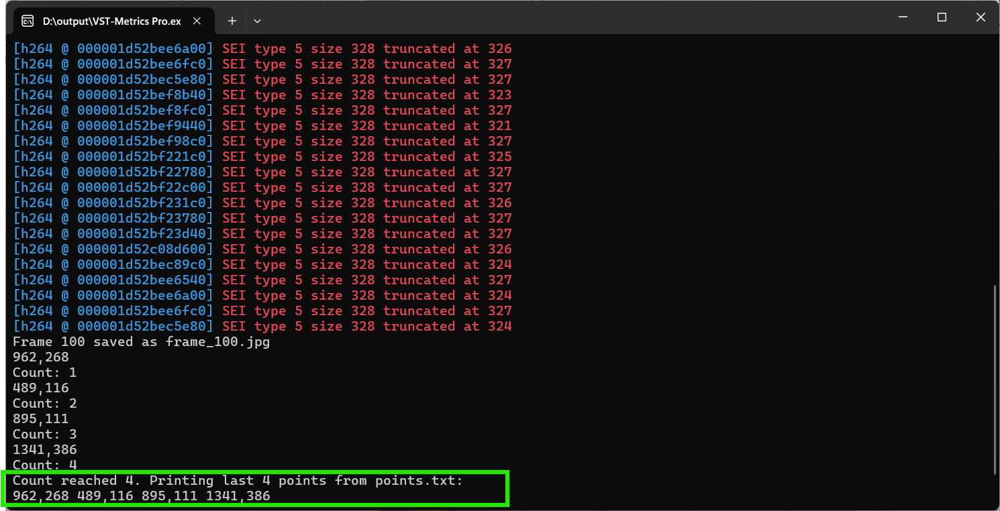 D:\output\VST-Metrics Pro.ex
[h264 @ 000001d52bee6a00] SEI type 5 size 328 truncated at 326
[h264 @ 000001d52bee6fc0] SEI type 5 size 328 truncated at 327
[h264 @ 000001d52bec5e80] SEI type 5 size 328 truncated at 327
[h264 @ 000001d52bef8b40] SEI type 5 size 328 truncated at 323
[h264 @ 000001d52bef8fc0] SEI type 5 size 328 truncated at 327
[h264 @ 000001d52bef9440] SEI type 5 size 328 truncated at 321
[h264 @ 000001d52bef98c0] SEI type 5 size 328 truncated at 327
[h264 @ 000001d52bf221c0] SEI type 5 size 328 truncated at 325
[h264 @ 000001d52bf22780] SEI type 5 size 328 truncated at 327
[h264 @ 000001d52bf22c00] SEI type 5 size 328 truncated at 327
[h264 @ 000001d52bf231c0] SEI type 5 size 328 truncated at 326
[h264 @ 000001d52bf23780] SEI type 5 size 328 truncated at 327
[h264 @ 000001d52bf23d40] SEI type 5 size 328 truncated at 327
[h264 @ 000001d52c08d600] SEI type 5 size 328 truncated at 326
[h264 @ 000001d52bec89c0] SEI type 5 size 328 truncated at 324
[h264 @ 000001d52bee6540] SEI type 5 size 328 truncated at 327
[h264 @ 000001d52bee6a00] SEI type 5 size 328 truncated at 324
[h264 @ 000001d52bee6fc0] SEI type 5 size 328 truncated at 327
[h264 @ 000001d52bec5e80] SEI type 5 size 328 truncated at 324
Frame 100 saved as frame_100.jpg
962,268
Count: 1
489,116
Count: 2
895,111
Count: 3
1341,386
Count: 4
Count reached 4. Printing last 4 points from points.txt:
962,268 489,116 895,111 1341,386